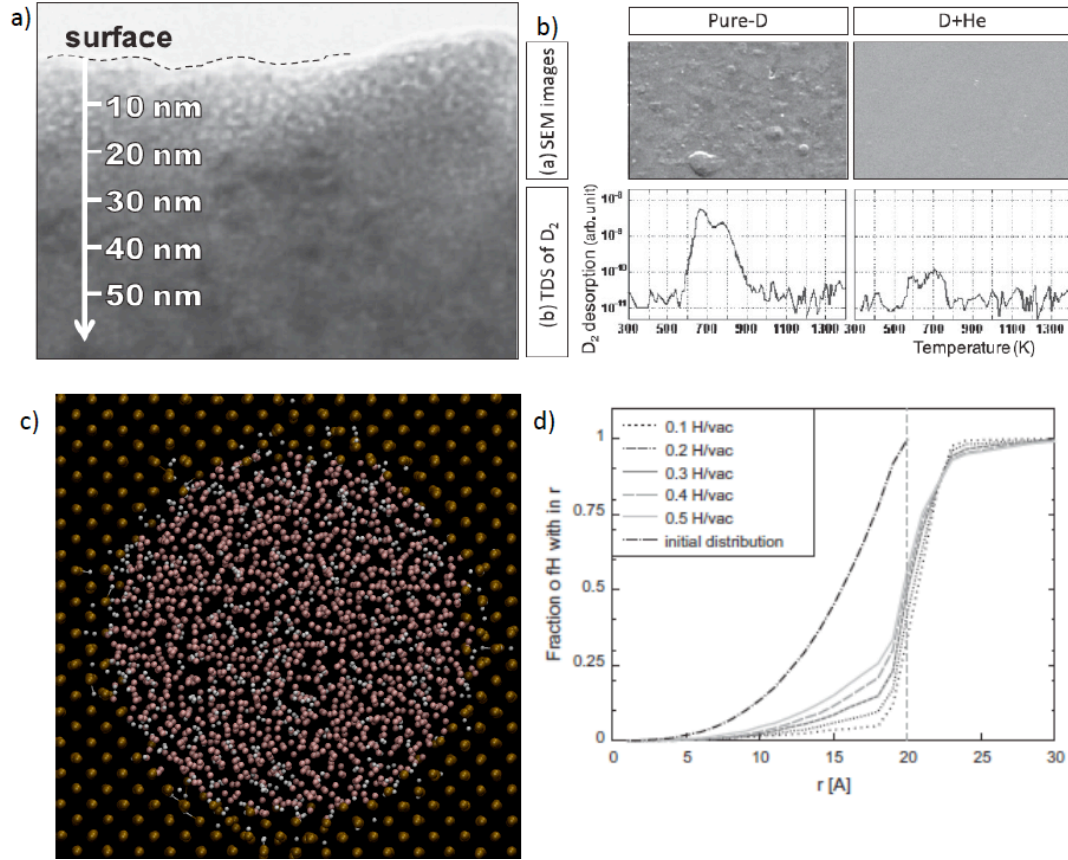 a)
surface
10 nm
20 nm
30 nm
40 nm
50 nm
b)
Pure-D
D+He
(a) SEM images
(b) TDS of D2
D2 desorption (arb.unit)
10-8
10-9
10-10
10-11
300 500 700 900 1100 1300
300 500 700 900 1100 1300
Temperature (K)
c)
d)
0.1 H/vac
0.2 H/vac
0.3 H/vac
0.4 H/vac
0.5 H/vac
initial distribution
Fraction o fH with in r
1
0.75
0.5
0.25
0
0 5 10 15 20 25 30
r [A]